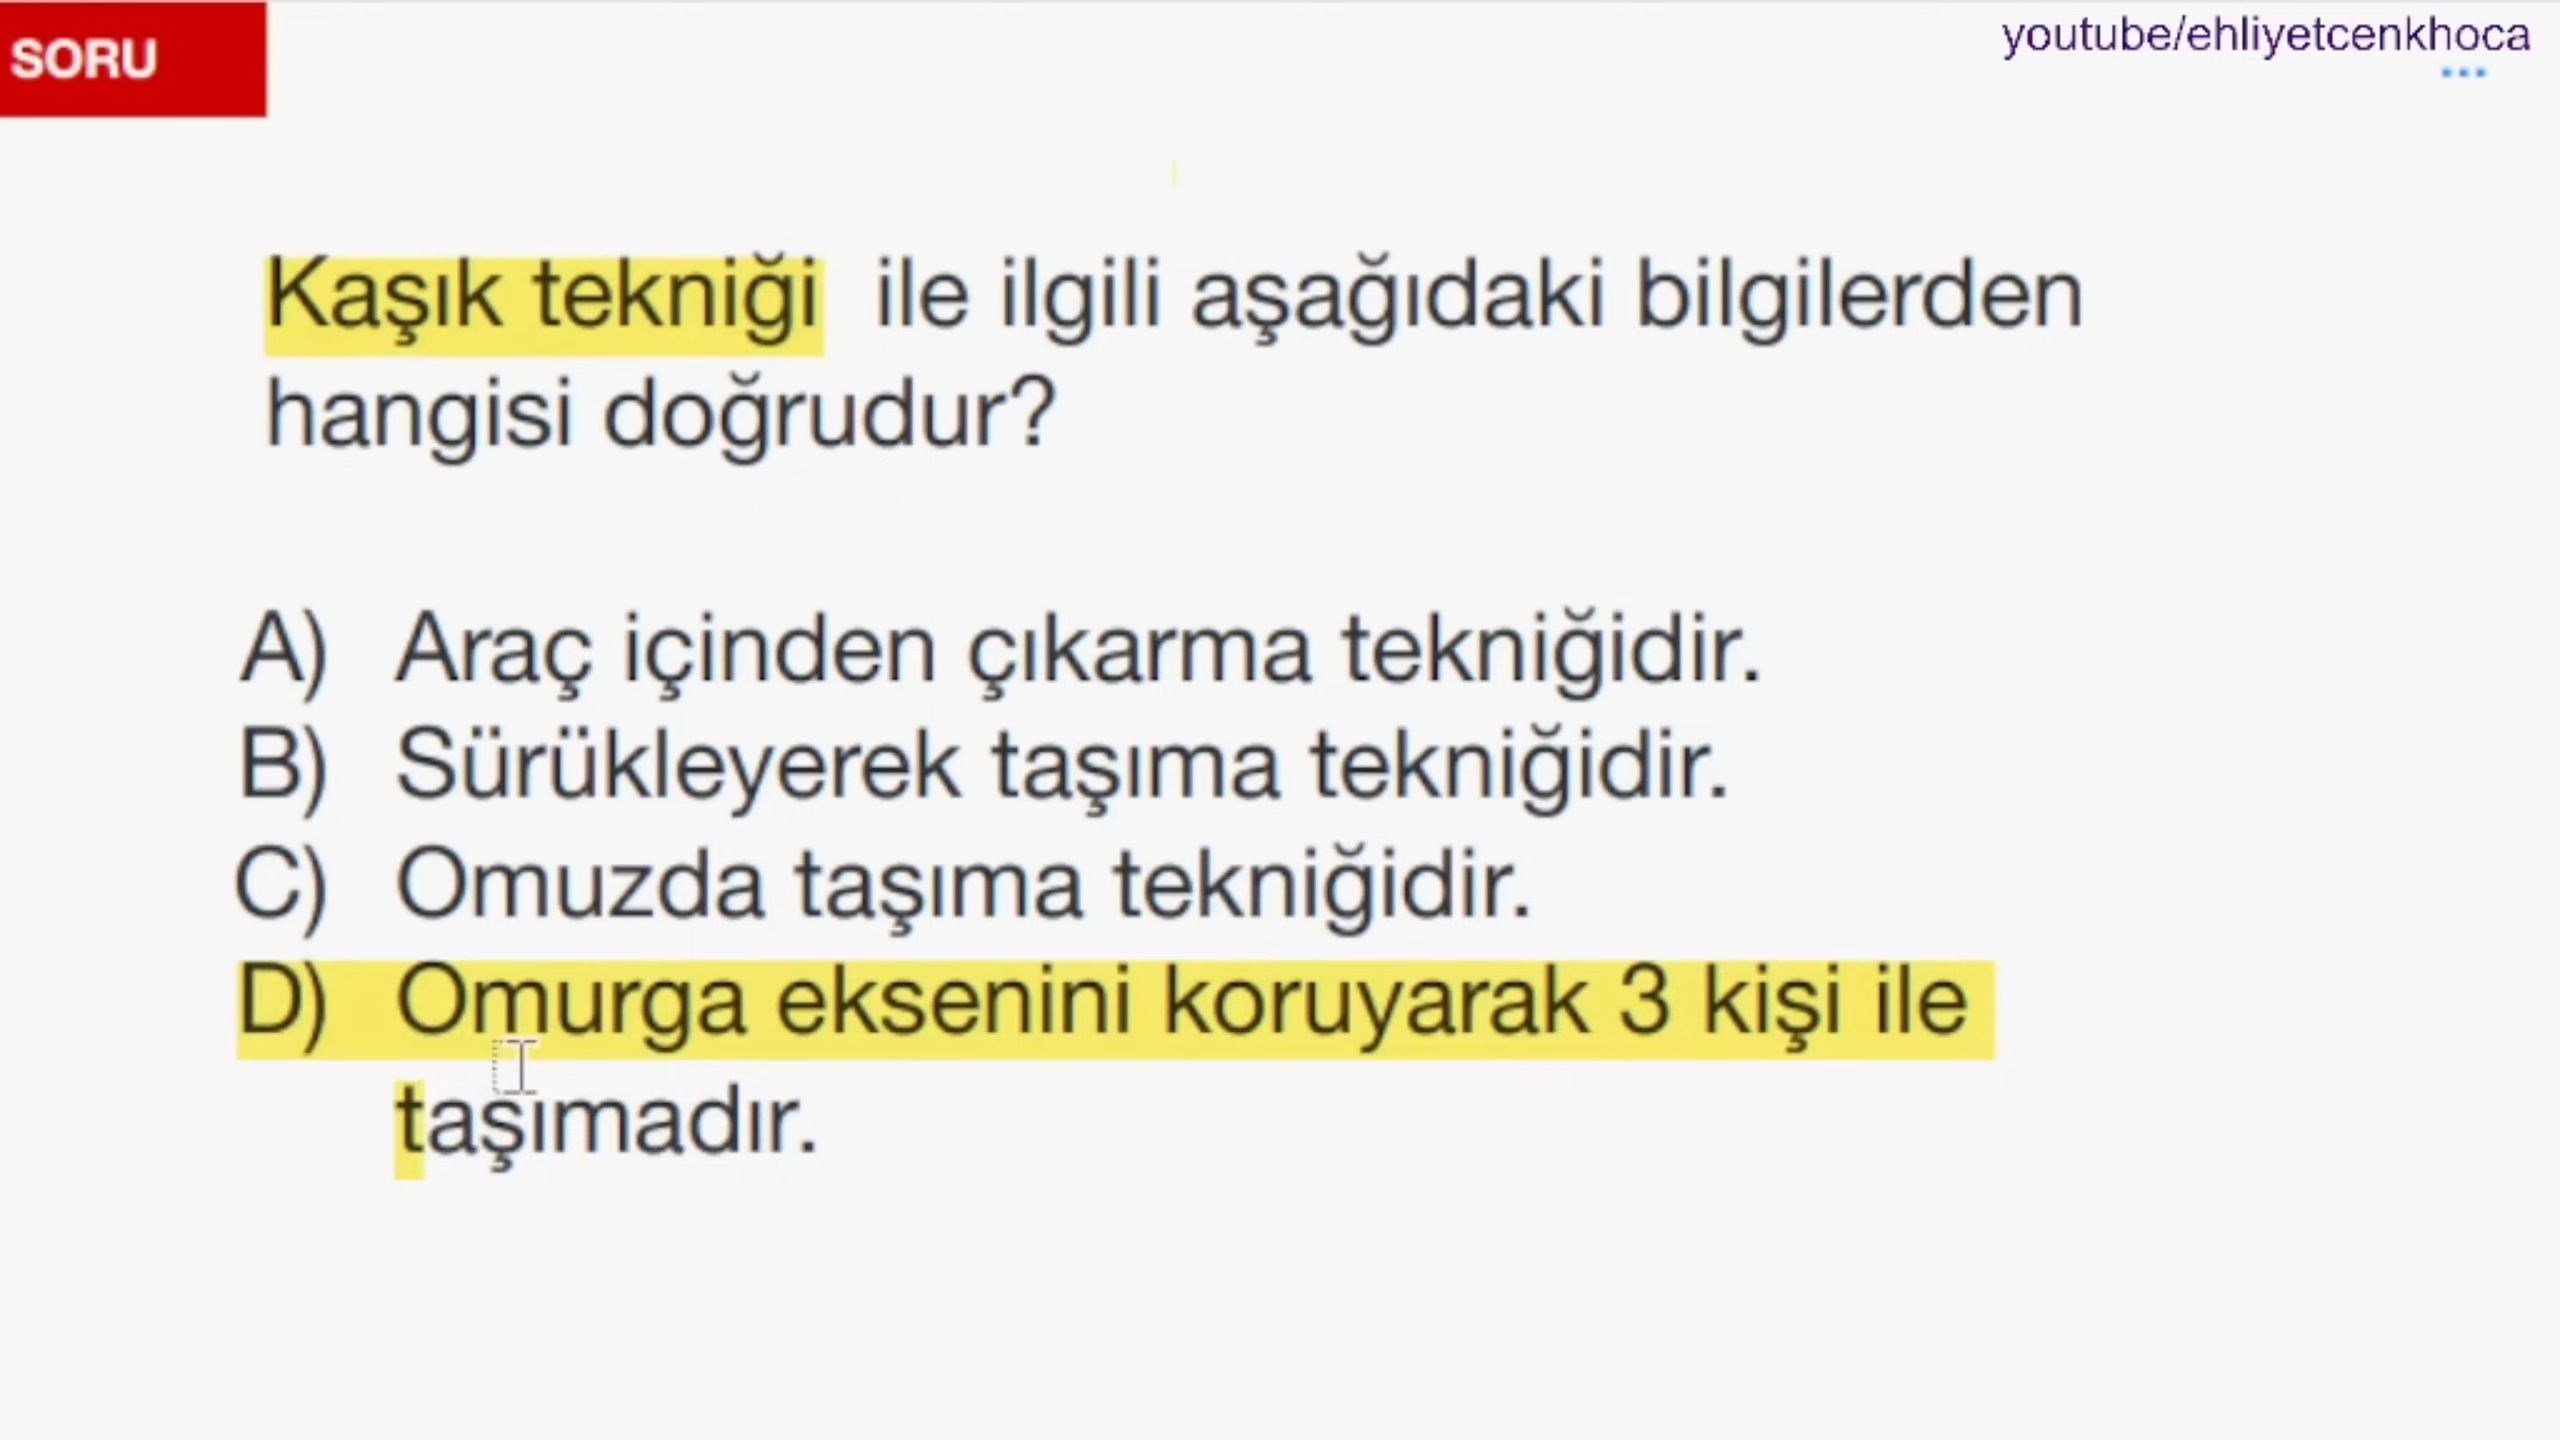 SORU
youtube/ehliyetcenkhoca
Kaşık tekniği ile ilgili aşağıdaki bilgilerden
hangisi doğrudur?
A) Araç içinden çıkarma tekniğidir.
B) Sürükleyerek taşıma tekniğidir.
C) Omuzda taşıma tekniğidir.
D) Omurga eksenini koruyarak 3 kişi ile
taşımadır.